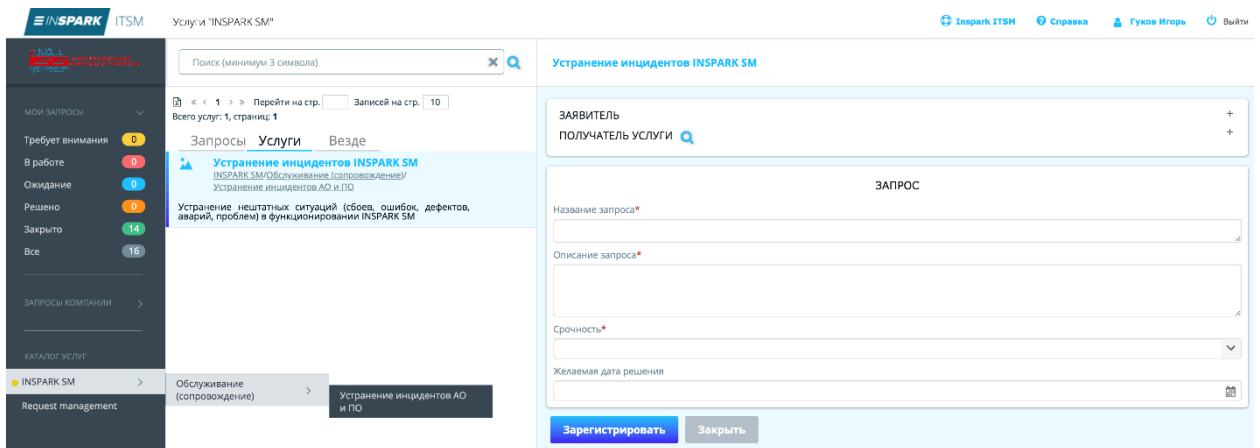 INSPARK ITSM
Услуги "INSPARK SM"
Inspark ITSM
Справка
Гуков Игорь
Выйти
МОИ ЗАПРОСЫ
Требует внимания 0
В работе 0
Ожидание 0
Решено 0
Закрыто 14
Все 16
ЗАПРОСЫ КОМПАНИИ
КАТАЛОГ УСЛУГ
INSPARK SM
Request management
Обслуживание
(сопровождение)
Устранение инцидентов АО
и ПО
Поиск (минимум 3 символа)
« < 1 > » Перейти на стр. Записей на стр. 10
Всего услуг: 1, страниц: 1
Запросы Услуги Везде
Устранение инцидентов INSPARK SM
INSPARK SM/Обслуживание (сопровождение)/
Устранение инцидентов АО и ПО
Устранение нештатных ситуаций (сбоев, ошибок, дефектов,
аварий, проблем) в функционировании INSPARK SM
Устранение инцидентов INSPARK SM
ЗАЯВИТЕЛЬ +
ПОЛУЧАТЕЛЬ УСЛУГИ +
ЗАПРОС
Название запроса*
Описание запроса*
Срочность*
Желаемая дата решения
Зарегистрировать Закрыть